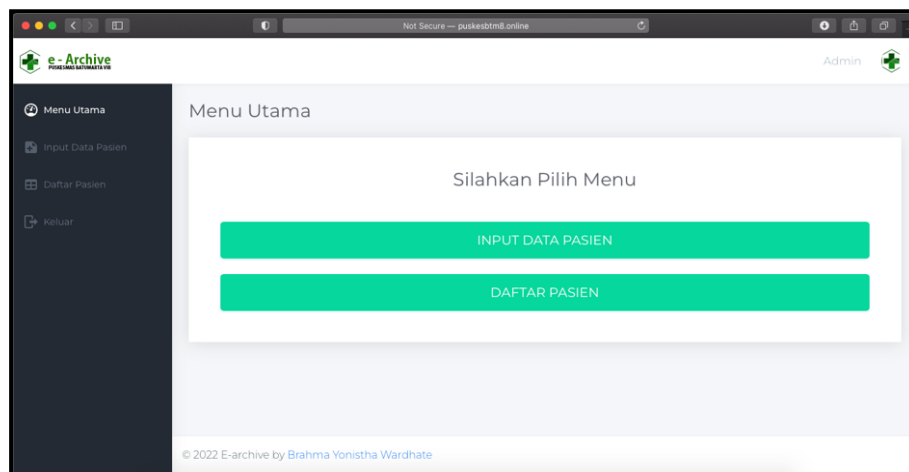 Not Secure — puskesbtm8.online
e - Archive
PUSKESMAS BATUMARTA VIII
Admin
Menu Utama
Input Data Pasien
Daftar Pasien
Keluar
Menu Utama
Silahkan Pilih Menu
INPUT DATA PASIEN
DAFTAR PASIEN
© 2022 E-archive by Brahma Yonistha Wardhate